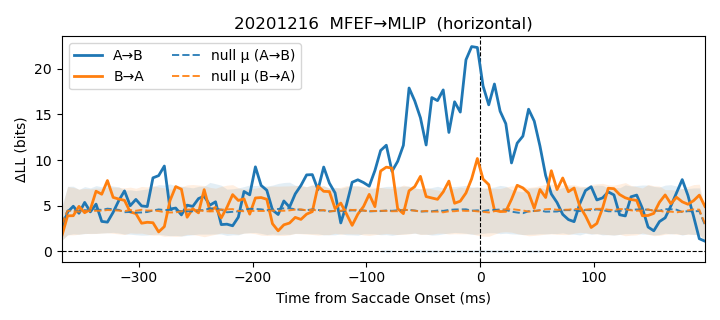 20201216  MFEF→MLIP  (horizontal)
A→B
B→A
null μ (A→B)
null μ (B→A)
ΔLL (bits)
20
15
10
5
0
−300
−200
−100
0
100
Time from Saccade Onset (ms)